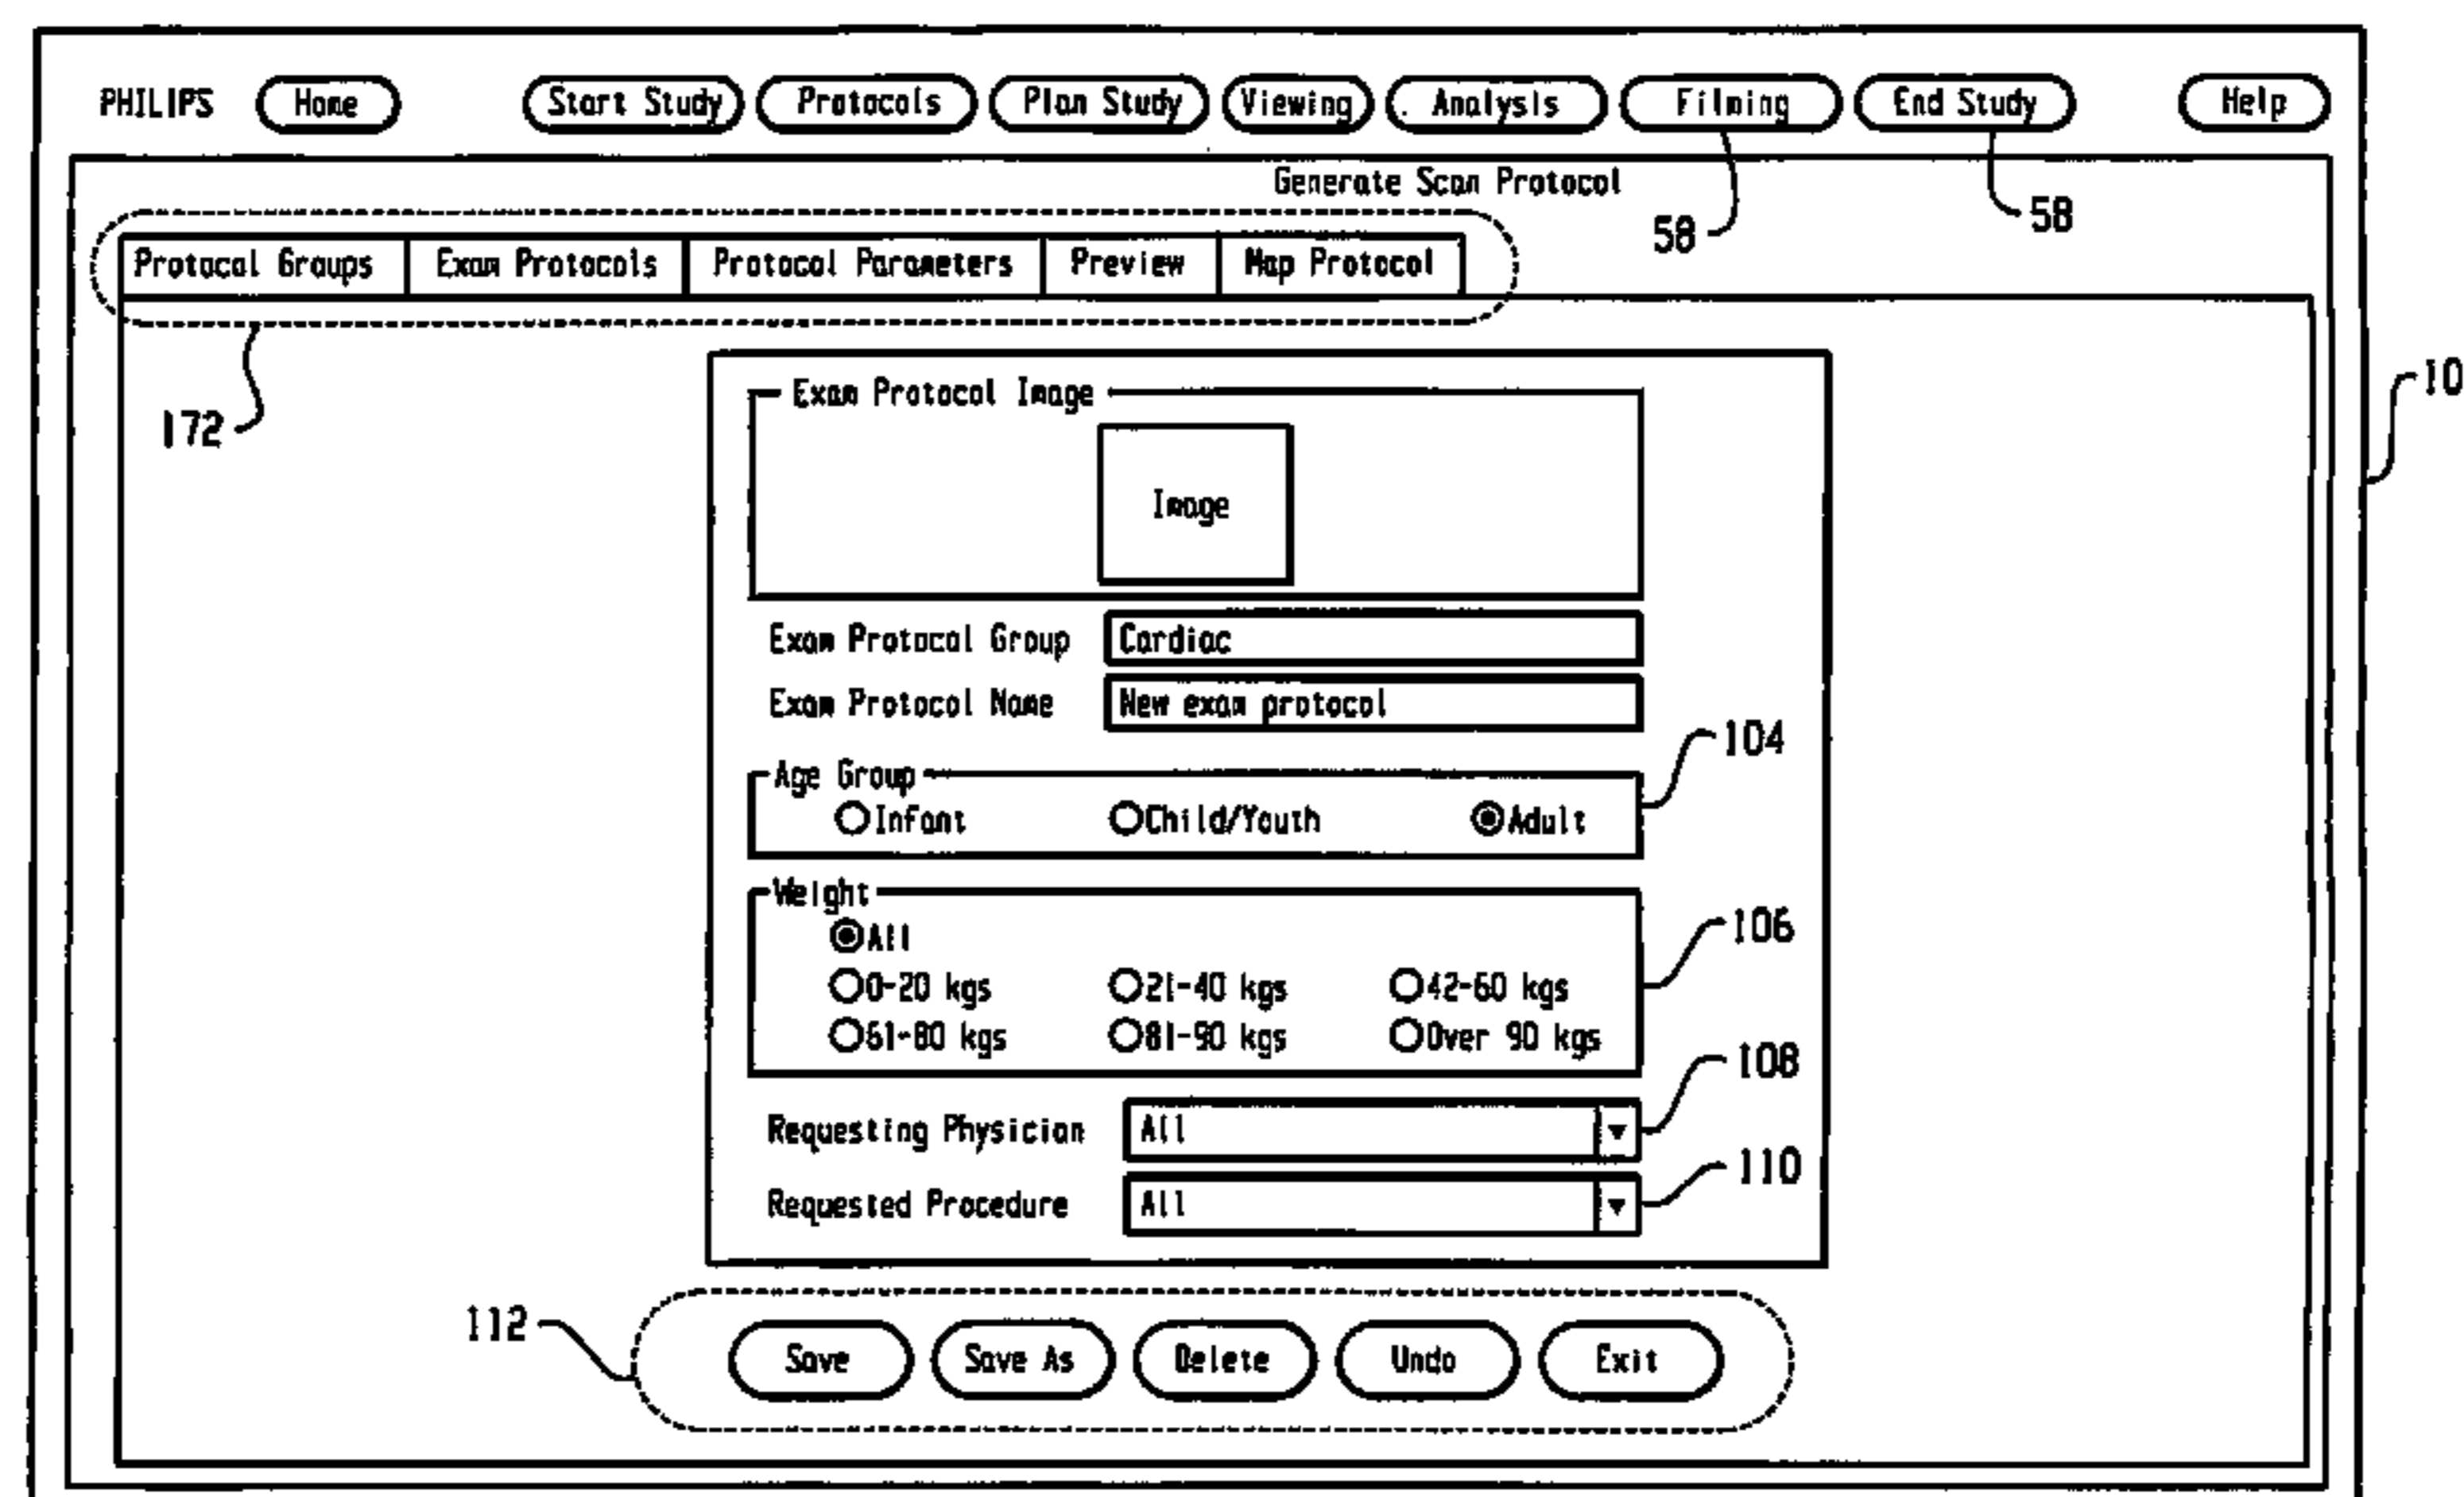 PHILIPS Home Start Study Protocols Plan Study Viewing Analysis Filming End Study Help
Generate Scan Protocol
58 58
Protocol Groups Exam Protocols Protocol Parameters Preview Map Protocol
172
10
Exam Protocol Image
Image
Exam Protocol Group Cardiac
Exam Protocol Name New exam protocol
104
Age Group
Infant Child/Youth Adult
Weight
106
All
0-20 kgs 21-40 kgs 42-60 kgs
61-80 kgs 81-90 kgs Over 90 kgs
108
Requesting Physician All
110
Requested Procedure All
112
Save Save As Delete Undo Exit